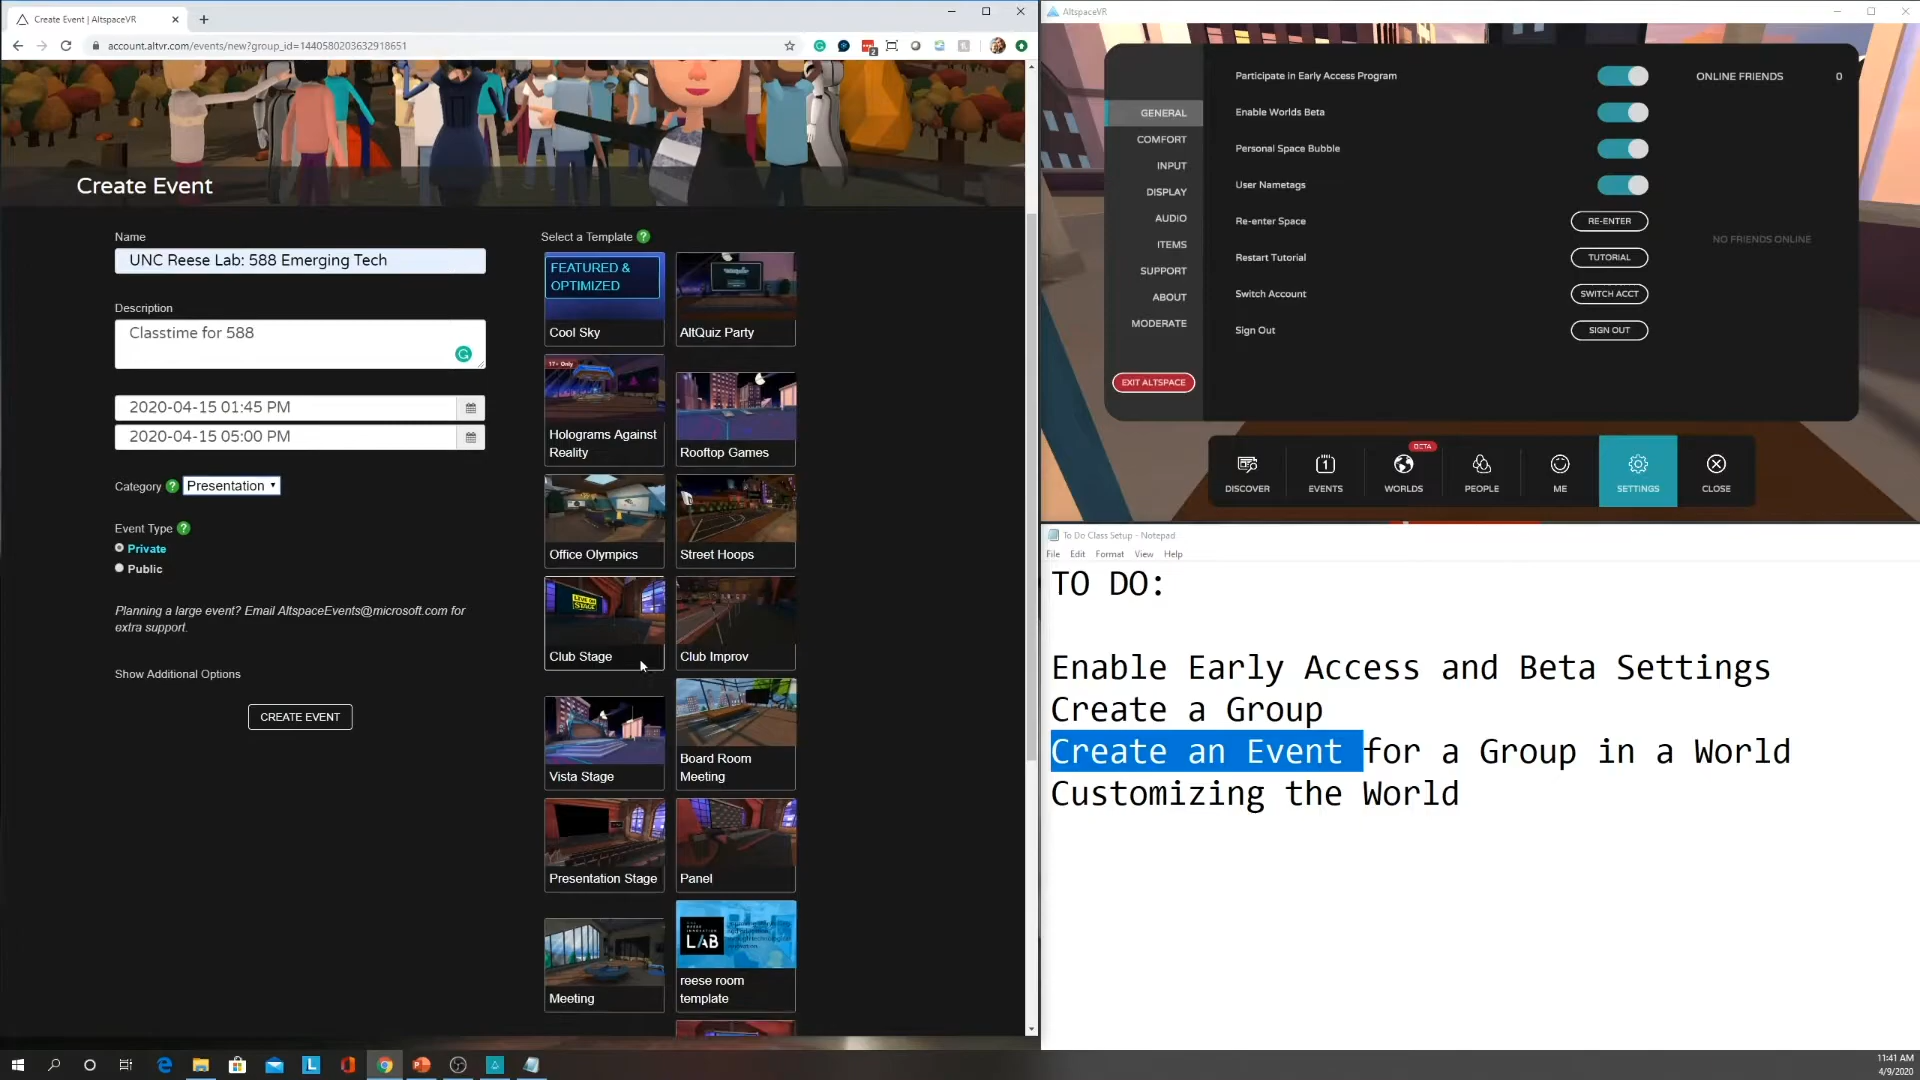 Create Event | AltspaceVR
account.altvr.com/events/new?group_id=1440580203632918651
Create Event
Name
UNC Reese Lab: 588 Emerging Tech
Description
Classtime for 588
2020-04-15 01:45 PM
2020-04-15 05:00 PM
Category
Presentation
Event Type
Private
Public
Planning a large event? Email AltspaceEvents@microsoft.com for
extra support.
Show Additional Options
CREATE EVENT
Select a Template
FEATURED &
OPTIMIZED
Cool Sky
AltQuiz Party
17+ Only
Holograms Against
Reality
Rooftop Games
Office Olympics
Street Hoops
LIVE ON
STAGE
Club Stage
Club Improv
Vista Stage
Board Room
Meeting
Presentation Stage
Panel
Meeting
LAB
reese room
template
AltspaceVR
GENERAL
COMFORT
INPUT
DISPLAY
AUDIO
ITEMS
SUPPORT
ABOUT
MODERATE
EXIT ALTSPACE
Participate in Early Access Program
Enable Worlds Beta
Personal Space Bubble
User Nametags
Re-enter Space
RE-ENTER
Restart Tutorial
TUTORIAL
Switch Account
SWITCH ACCT
Sign Out
SIGN OUT
ONLINE FRIENDS 0
NO FRIENDS ONLINE
DISCOVER
EVENTS
BETA
WORLDS
PEOPLE
ME
SETTINGS
CLOSE
To Do Class Setup - Notepad
File Edit Format View Help
TO DO:
Enable Early Access and Beta Settings
Create a Group
Create an Event for a Group in a World
Customizing the World
11:41 AM
4/9/2020